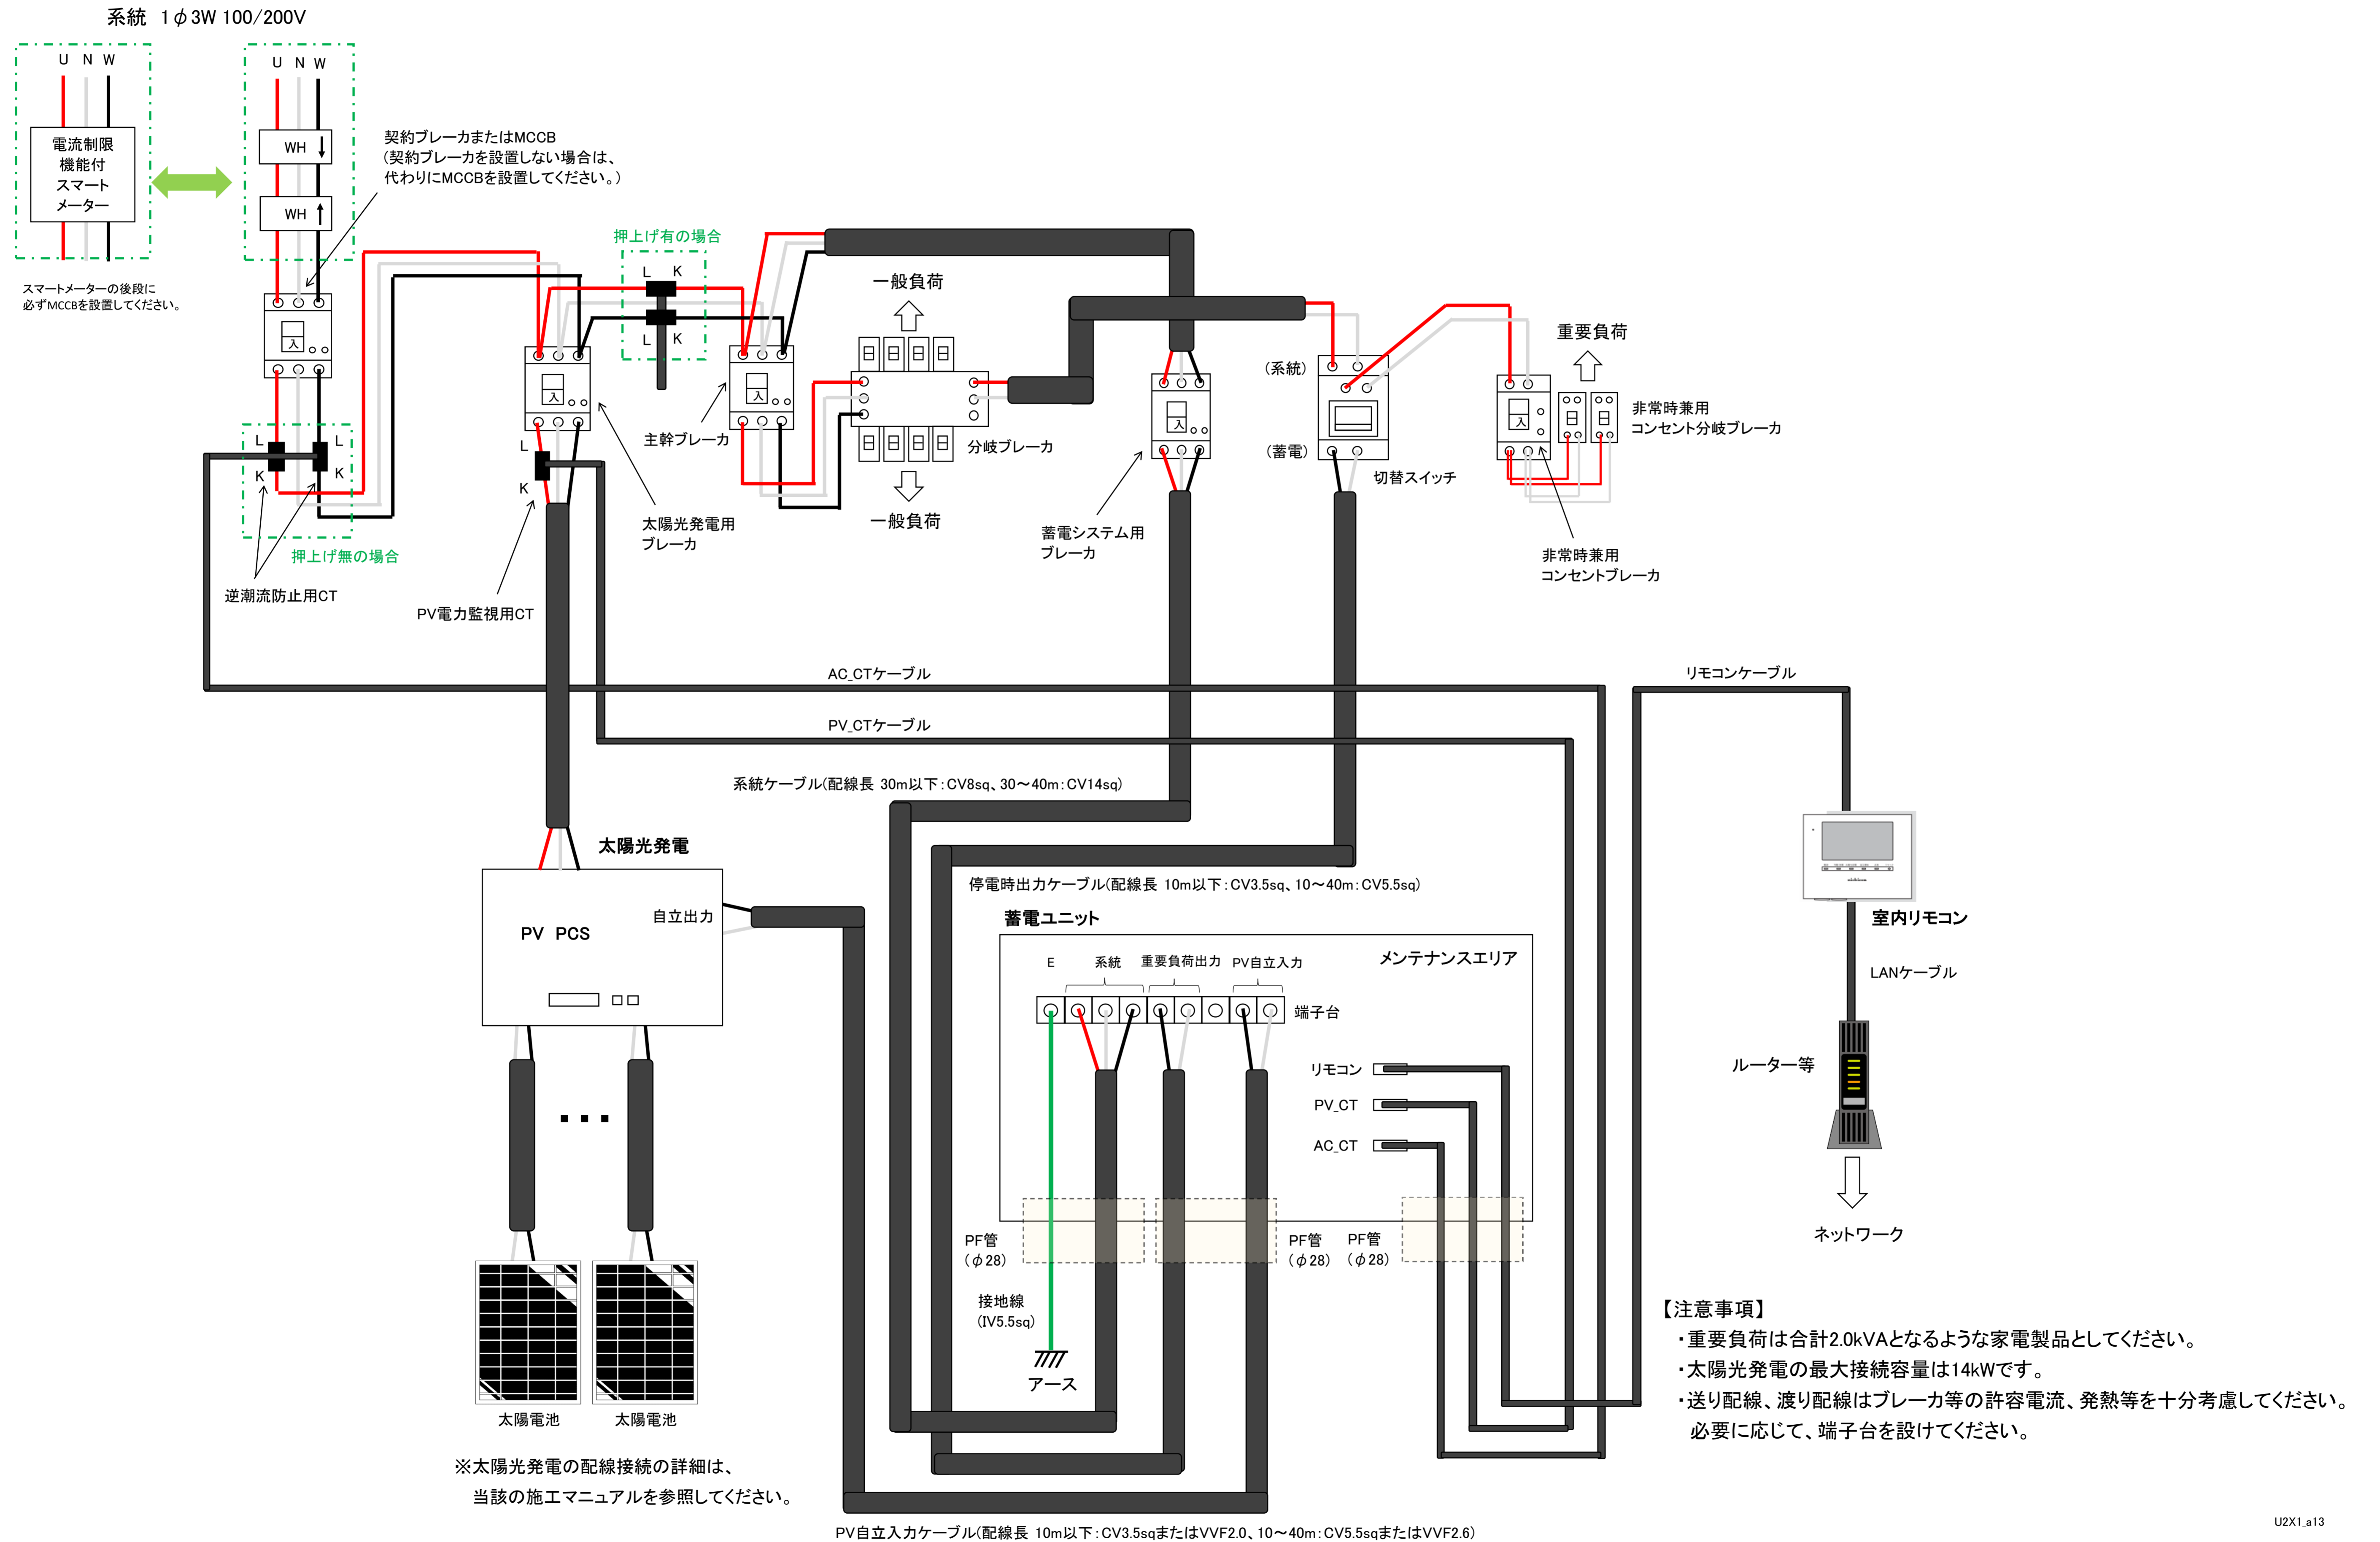 系統 1φ3W 100/200V
U N W
U N W
電流制限
機能付
スマート
メーター
WH
WH
スマートメーターの後段に
必ずMCCBを設置してください。
契約ブレーカまたはMCCB
(契約ブレーカを設置しない場合は、
代わりにMCCBを設置してください。)
入
L
L
K
K
押上げ無の場合
逆潮流防止用CT
押上げ有の場合
L K
L K
入
L
K
PV電力監視用CT
太陽光発電用
ブレーカ
入
主幹ブレーカ
一般負荷
一般負荷
分岐ブレーカ
入
蓄電システム用
ブレーカ
(系統)
(蓄電)
切替スイッチ
重要負荷
入
非常時兼用
コンセント分岐ブレーカ
非常時兼用
コンセントブレーカ
AC_CTケーブル
リモコンケーブル
PV_CTケーブル
系統ケーブル(配線長 30m以下:CV8sq、30~40m:CV14sq)
太陽光発電
自立出力
PV PCS
停電時出力ケーブル(配線長 10m以下:CV3.5sq、10~40m:CV5.5sq)
蓄電ユニット
メンテナンスエリア
E
系統
重要負荷出力
PV自立入力
端子台
リモコン
PV_CT
AC_CT
PF管
(φ28)
PF管
(φ28)
PF管
(φ28)
接地線
(IV5.5sq)
アース
室内リモコン
LANケーブル
ルーター等
ネットワーク
太陽電池
太陽電池
※太陽光発電の配線接続の詳細は、
当該の施工マニュアルを参照してください。
【注意事項】
・重要負荷は合計2.0kVAとなるような家電製品としてください。
・太陽光発電の最大接続容量は14kWです。
・送り配線、渡り配線はブレーカ等の許容電流、発熱等を十分考慮してください。
必要に応じて、端子台を設けてください。
PV自立入力ケーブル(配線長 10m以下:CV3.5sqまたはVVF2.0、10~40m:CV5.5sqまたはVVF2.6)
U2X1_a13